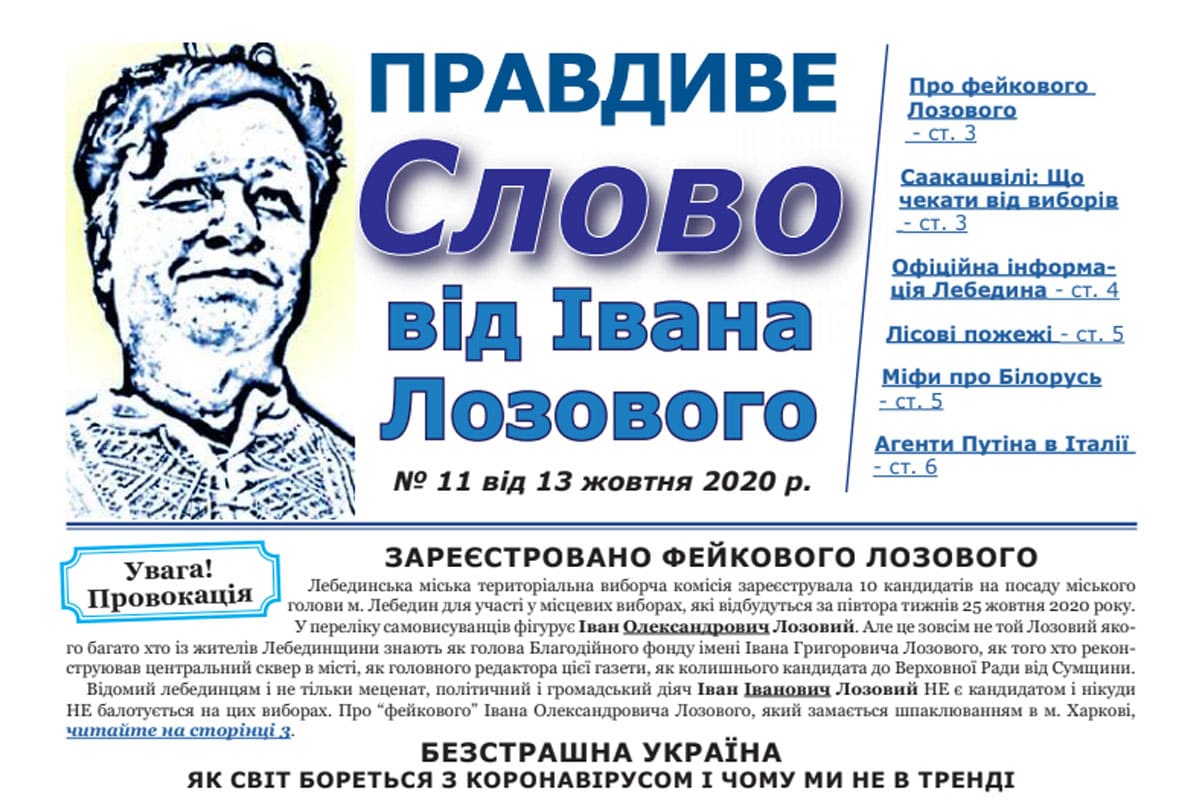 ПРАВДИВЕ
Слово
від Івана
Лозового
№ 11 від 13 жовтня 2020 р.
Про фейкового
Лозового
- ст. 3
Саакашвілі: Що
чекати від виборів
- ст. 3
Офіційна інформа-
ція Лебедина - ст. 4
Лісові пожежі - ст. 5
Міфи про Білорусь
- ст. 5
Агенти Путіна в Італії
- ст. 6
Увага!
Провокація
ЗАРЕЄСТРОВАНО ФЕЙКОВОГО ЛОЗОВОГО
Лебединська міська територіальна виборча комісія зареєструвала 10 кандидатів на посаду міського
голови м. Лебедин для участі у місцевих виборах, які відбудуться за півтора тижнів 25 жовтня 2020 року.
У переліку самовисуванців фігурує Іван Олександрович Лозовий. Але це зовсім не той Лозовий яко-
го багато хто із жителів Лебединщини знають як голова Благодійного фонду імені Івана Григоровича Лозового, як того хто рекон-
струював центральний сквер в місті, як головного редактора цієї газети, як колишнього кандидата до Верховної Ради від Сумщини.
Відомий лебединцям і не тільки меценат, політичний і громадський діяч Іван Іванович Лозовий НЕ є кандидатом і нікуди
НЕ балотується на цих виборах. Про “фейкового” Івана Олександровича Лозового, який замається шпаклюванням в м. Харкові,
читайте на сторінці 3.
БЕЗСТРАШНА УКРАЇНА
ЯК СВІТ БОРЕТЬСЯ З КОРОНАВІРУСОМ І ЧОМУ МИ НЕ В ТРЕНДІ